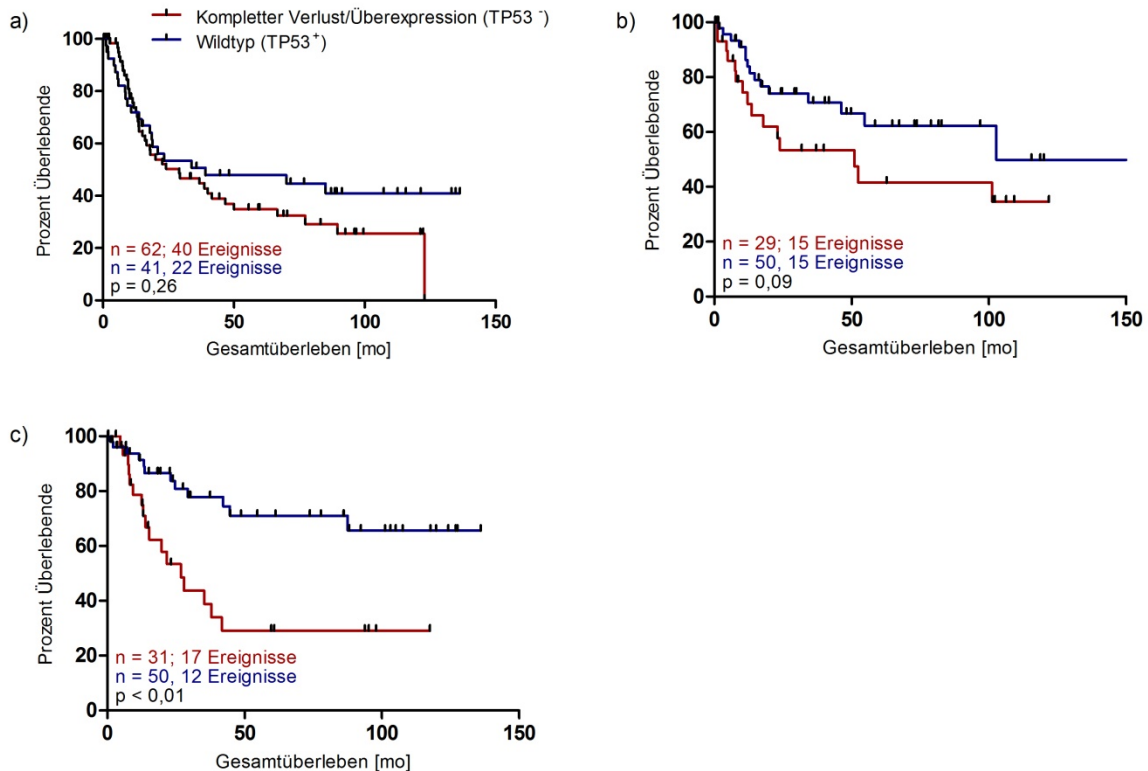 a)
Kompletter Verlust/Überexpression (TP53 -)
Wildtyp (TP53+)
100
80
60
40
20
0
Prozent Überlebende
n = 62; 40 Ereignisse
n = 41, 22 Ereignisse
p = 0,26
0
50
100
150
Gesamtüberleben [mo]
b)
100
80
60
40
20
0
Prozent Überlebende
n = 29; 15 Ereignisse
n = 50, 15 Ereignisse
p = 0,09
0
50
100
150
Gesamtüberleben [mo]
c)
100
80
60
40
20
0
Prozent Überlebende
n = 31; 17 Ereignisse
n = 50, 12 Ereignisse
p < 0,01
0
50
100
150
Gesamtüberleben [mo]